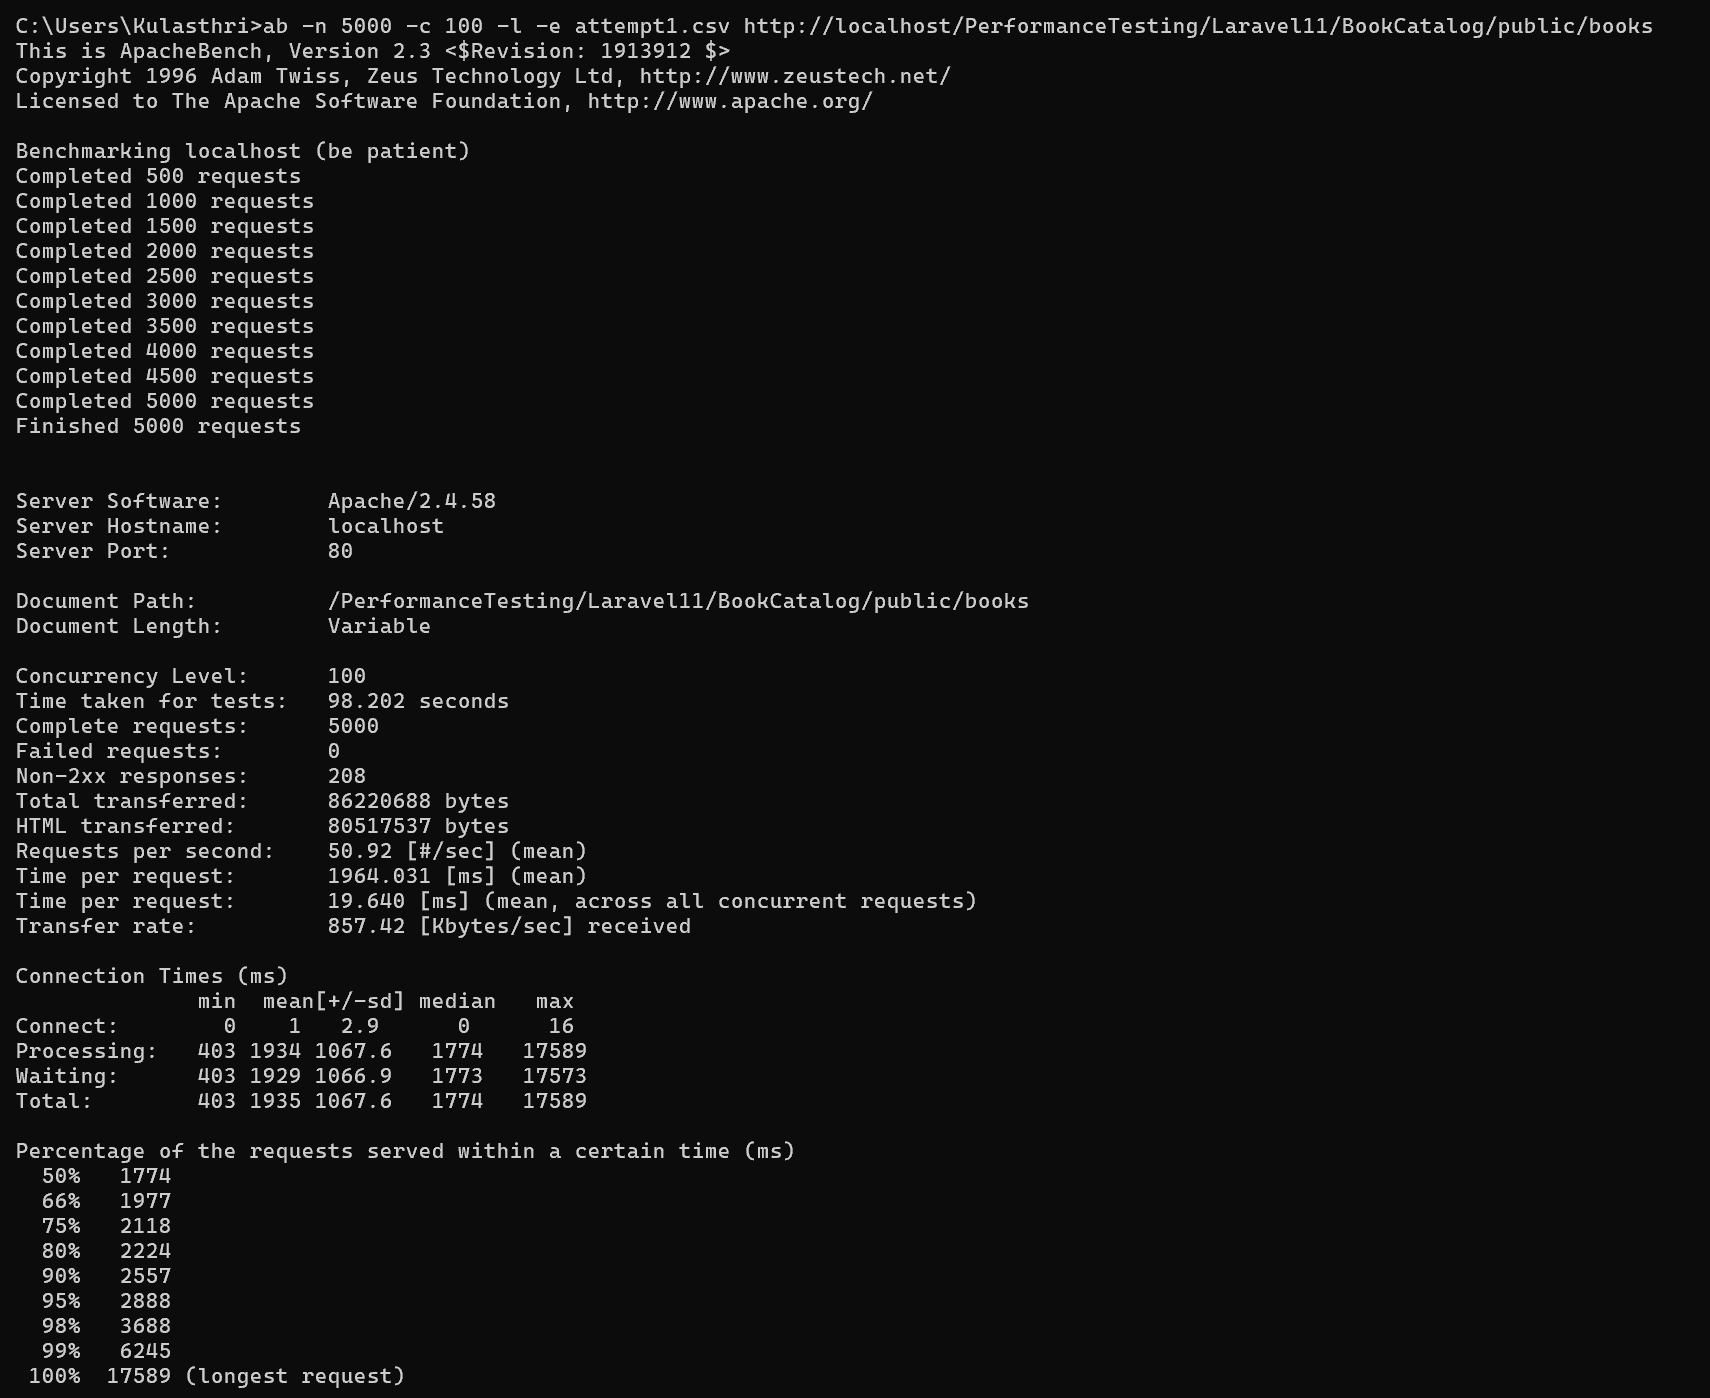 C:\Users\Kulasthri>ab -n 5000 -c 100 -l -e attempt1.csv http://localhost/PerformanceTesting/Laravel11/BookCatalog/public/books
This is ApacheBench, Version 2.3 <$Revision: 1913912 $>
Copyright 1996 Adam Twiss, Zeus Technology Ltd, http://www.zeustech.net/
Licensed to The Apache Software Foundation, http://www.apache.org/

Benchmarking localhost (be patient)
Completed 500 requests
Completed 1000 requests
Completed 1500 requests
Completed 2000 requests
Completed 2500 requests
Completed 3000 requests
Completed 3500 requests
Completed 4000 requests
Completed 4500 requests
Completed 5000 requests
Finished 5000 requests


Server Software:        Apache/2.4.58
Server Hostname:        localhost
Server Port:            80

Document Path:          /PerformanceTesting/Laravel11/BookCatalog/public/books
Document Length:        Variable

Concurrency Level:      100
Time taken for tests:   98.202 seconds
Complete requests:      5000
Failed requests:        0
Non-2xx responses:      208
Total transferred:      86220688 bytes
HTML transferred:       80517537 bytes
Requests per second:    50.92 [#/sec] (mean)
Time per request:       1964.031 [ms] (mean)
Time per request:       19.640 [ms] (mean, across all concurrent requests)
Transfer rate:          857.42 [Kbytes/sec] received

Connection Times (ms)
              min  mean[+/-sd] median   max
Connect:        0    1   2.9      0      16
Processing:   403 1934 1067.6   1774   17589
Waiting:      403 1929 1066.9   1773   17573
Total:        403 1935 1067.6   1774   17589

Percentage of the requests served within a certain time (ms)
  50%   1774
  66%   1977
  75%   2118
  80%   2224
  90%   2557
  95%   2888
  98%   3688
  99%   6245
 100%  17589 (longest request)